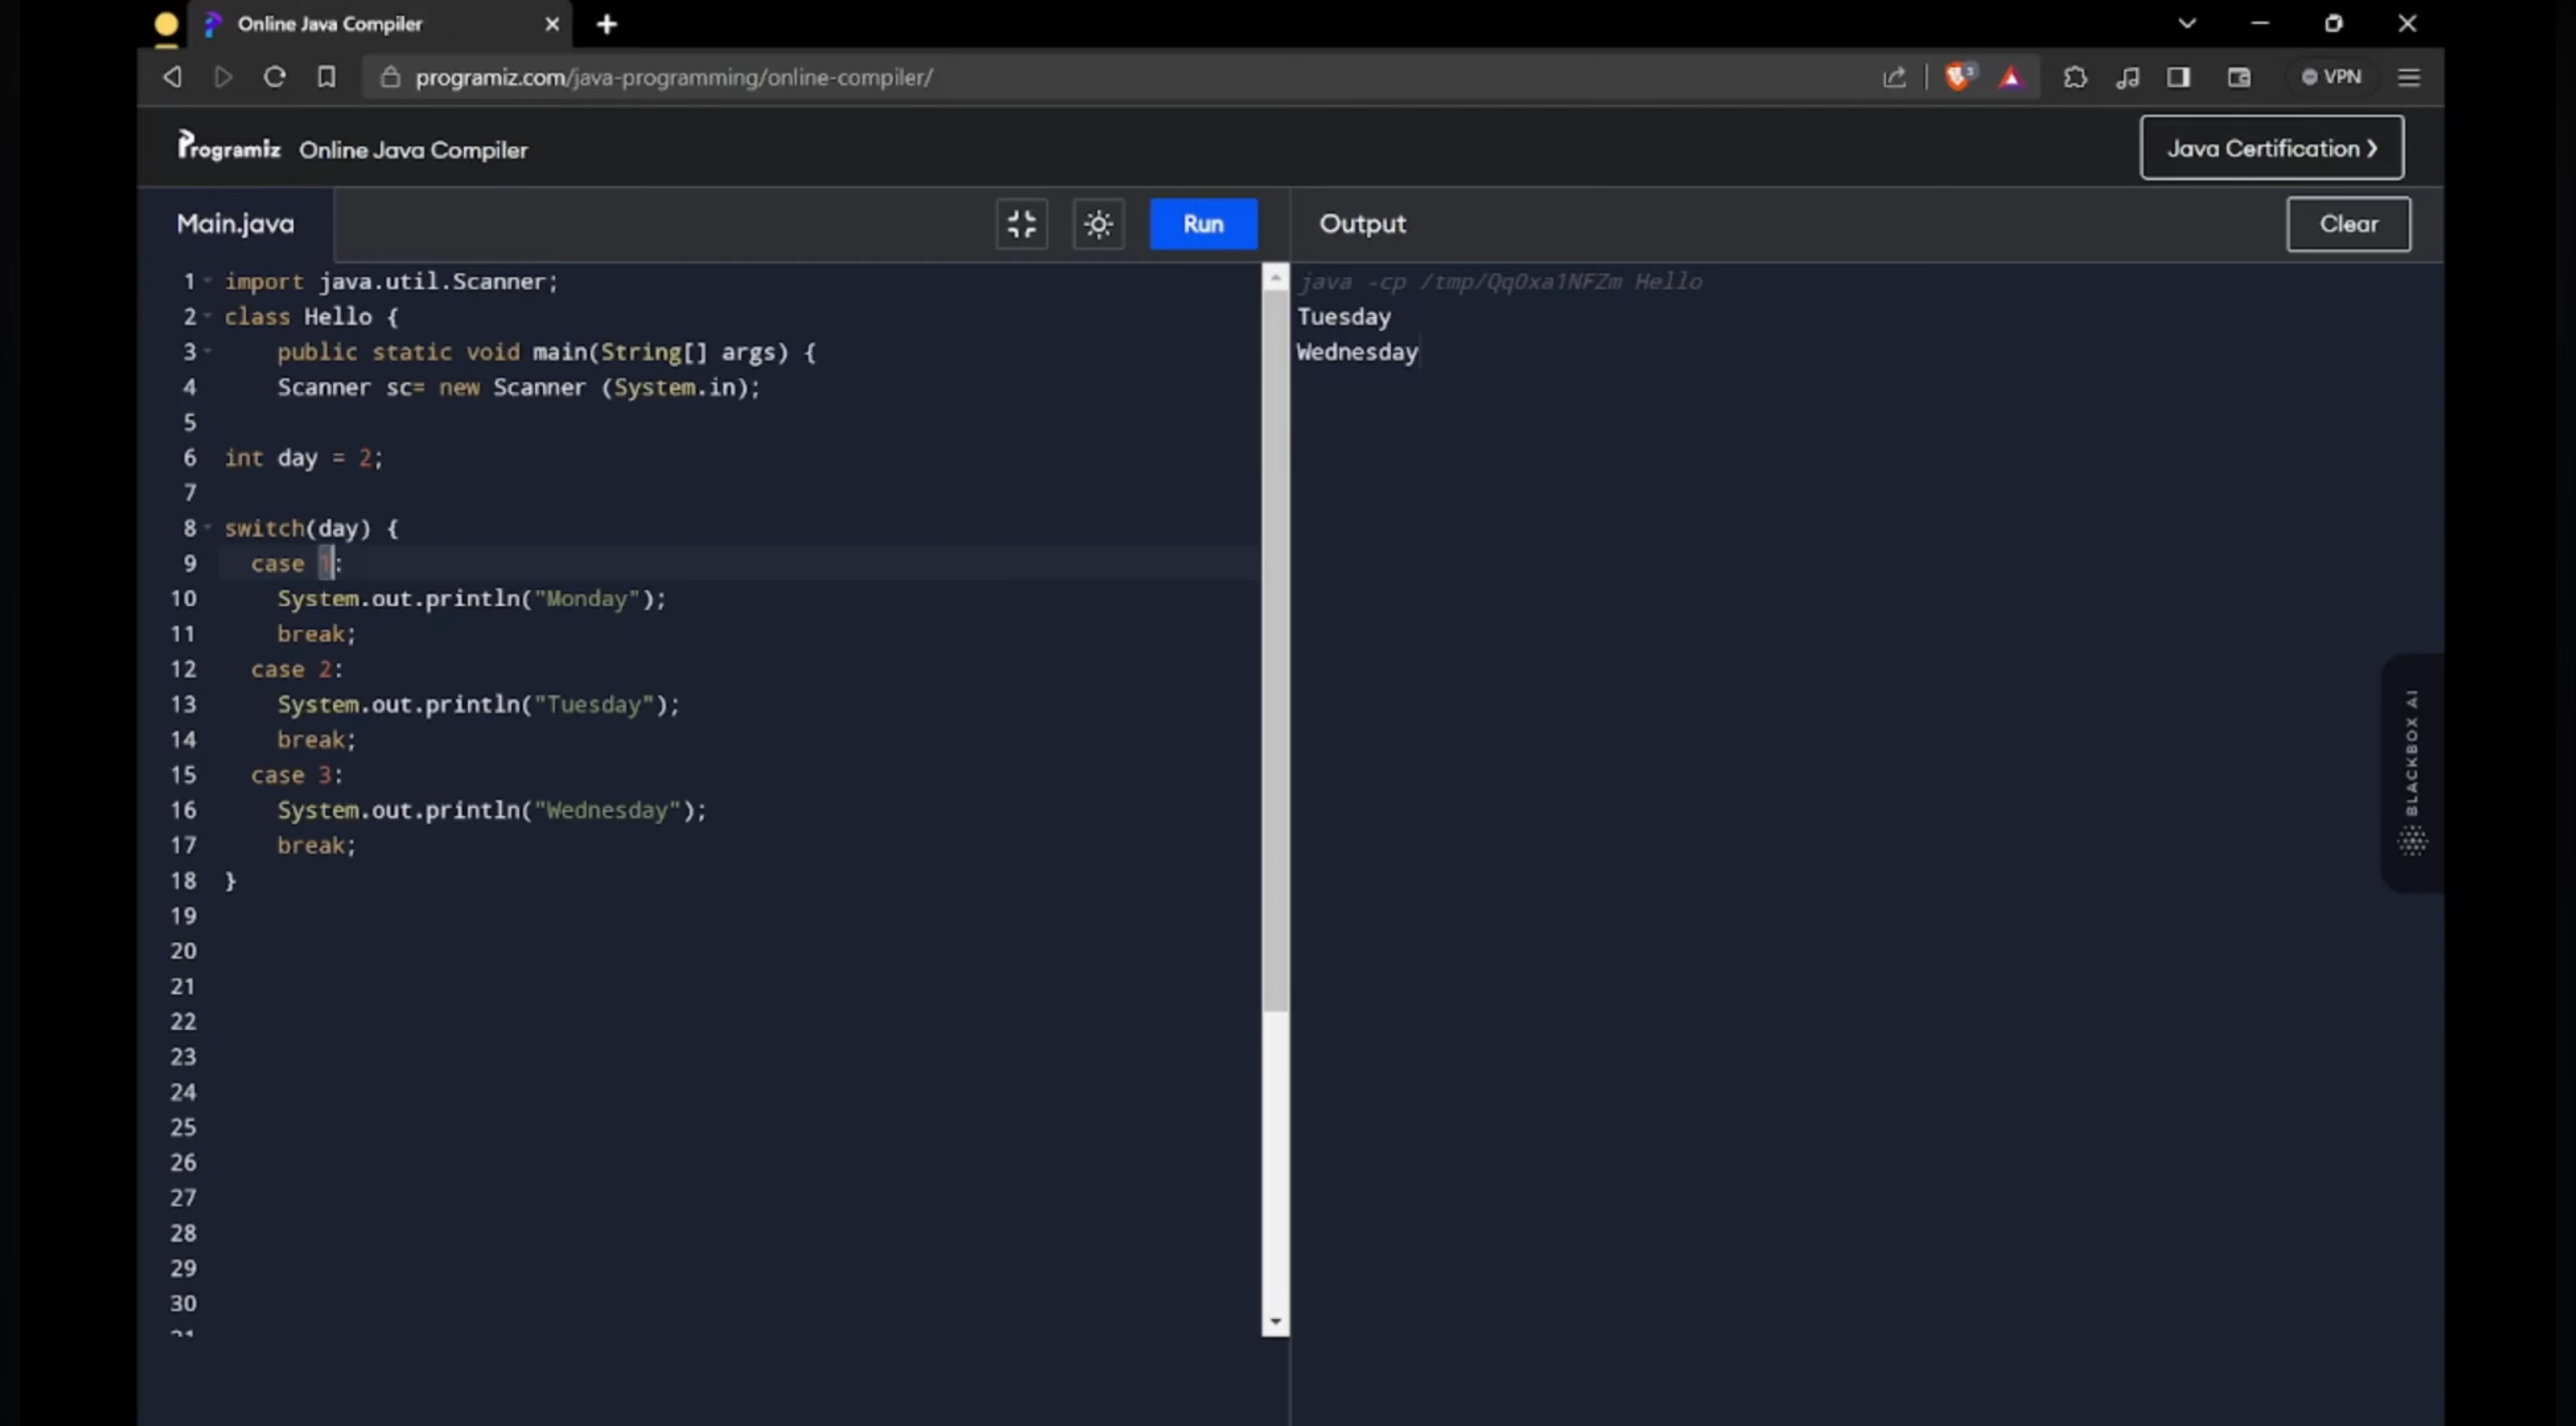 Online Java Compiler
programiz.com/java-programming/online-compiler/
3
VPN
Programiz Online Java Compiler
Java Certification
Main.java
Run
Output
Clear
1 import java.util.Scanner;
2 class Hello {
3 public static void main(String[] args) {
4 Scanner sc= new Scanner (System.in);
5
6 int day = 2;
7
8 switch(day) {
9 case 1:
10 System.out.println("Monday");
11 break;
12 case 2:
13 System.out.println("Tuesday");
14 break;
15 case 3:
16 System.out.println("Wednesday");
17 break;
18 }
19
20
21
22
23
24
25
26
27
28
29
30
java -cp /tmp/Qq0xa1NFZm Hello
Tuesday
Wednesday
BLACKBOX AI